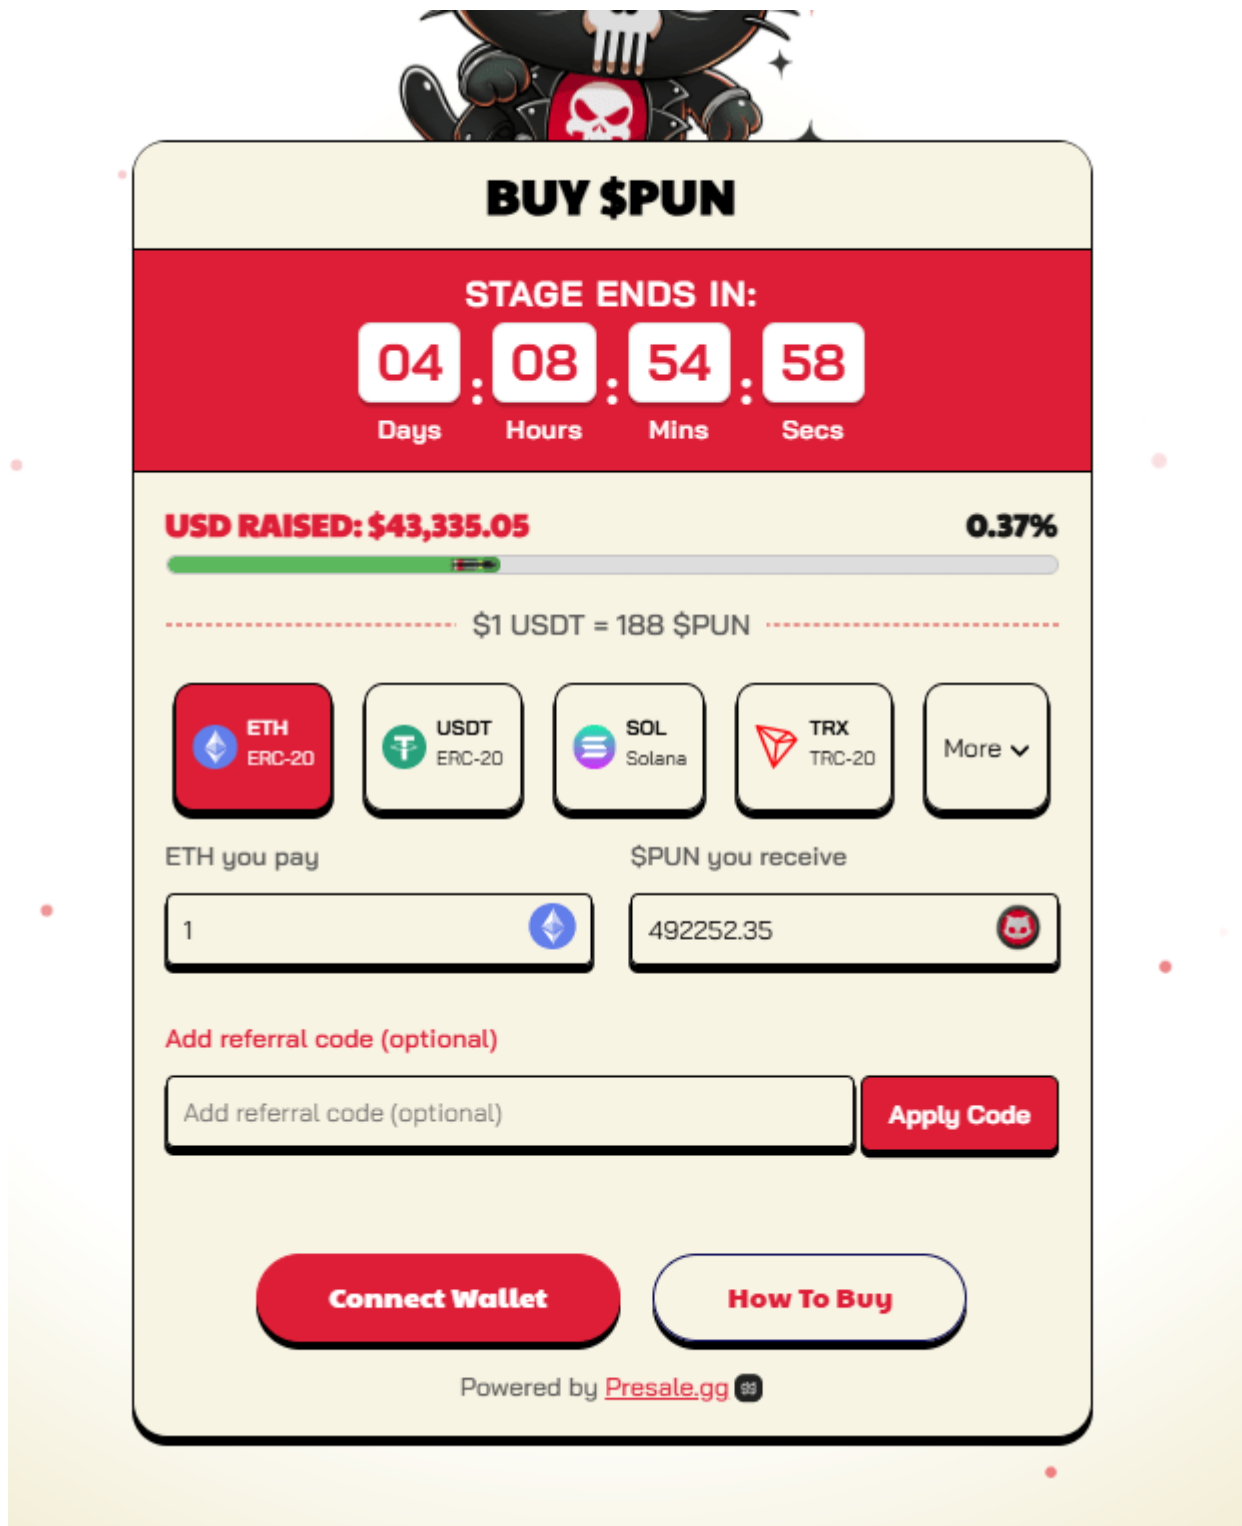 BUY $PUN
STAGE ENDS IN:
04 : 08 : 54 : 58
Days Hours Mins Secs
USD RAISED: $43,335.05 0.37%
$1 USDT = 188 $PUN
ETH USDT SOL TRX
ERC-20 ERC-20 Solana TRC-20 More
ETH you pay $PUN you receive
1 492252.35
Add referral code (optional)
Add referral code (optional) Apply Code
Connect Wallet How To Buy
Powered by Presale.gg